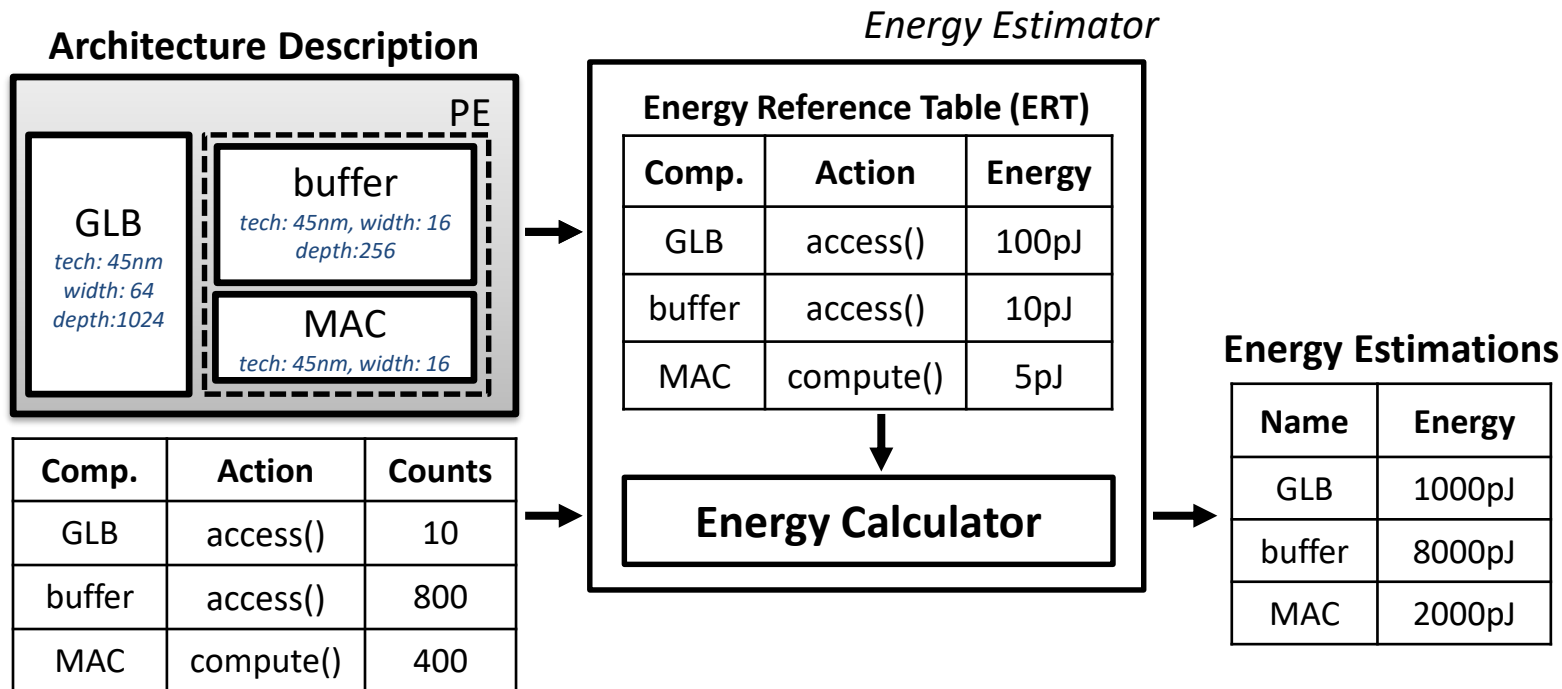 Energy Estimator
Architecture Description
PE
GLB
tech: 45nm
width: 64
depth:1024
buffer
tech: 45nm, width: 16
depth:256
MAC
tech: 45nm, width: 16
Comp. Action Counts
GLB access() 10
buffer access() 800
MAC compute() 400
Energy Reference Table (ERT)
Comp. Action Energy
GLB access() 100pJ
buffer access() 10pJ
MAC compute() 5pJ
Energy Calculator
Energy Estimations
Name Energy
GLB 1000pJ
buffer 8000pJ
MAC 2000pJ